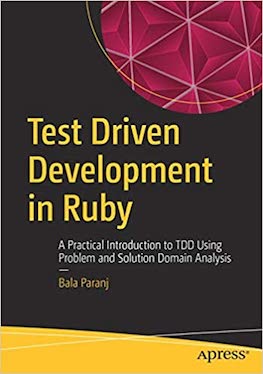 Test Driven
Development
in Ruby
A Practical Introduction to TDD Using
Problem and Solution Domain Analysis
—
Bala Paranj
Apress®